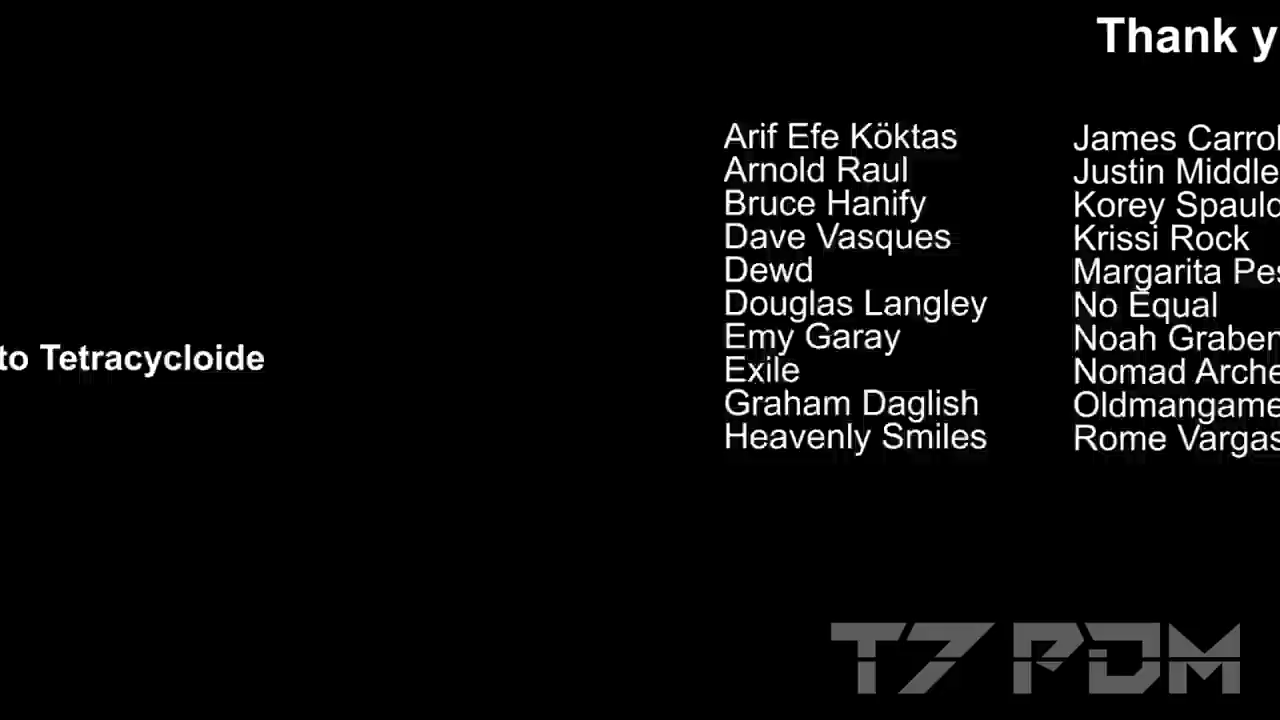 Thank y
to Tetracycloide
Arif Efe Köktas
Arnold Raul
Bruce Hanify
Dave Vasques
Dewd
Douglas Langley
Emy Garay
Exile
Graham Daglish
Heavenly Smiles
James Carrol
Justin Middle
Korey Spauld
Krissi Rock
Margarita Pes
No Equal
Noah Graben
Nomad Arche
Oldmangame
Rome Vargas
T7 PDM